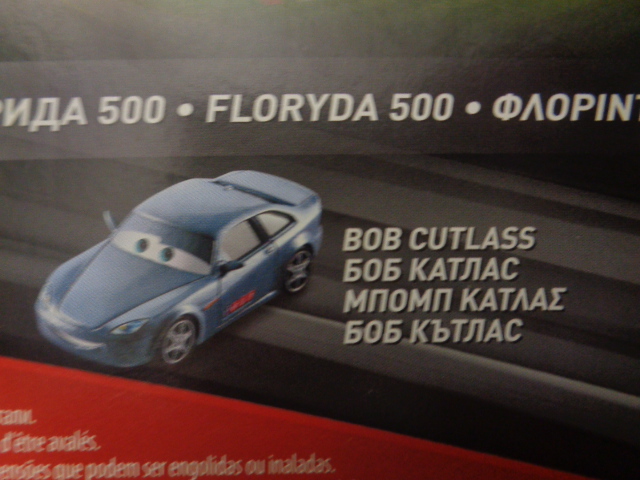 РИДА 500 • FLORYDA 500 • ΦΛΟΡΙΝΤ
BOB CUTLASS
БОБ КАТЛАС
ΜΠΟΜΠ ΚΑΤΛΑΣ
БОБ КЪТЛАС
d'être avalés.
ensões que podem ser engolidas ou inaladas.